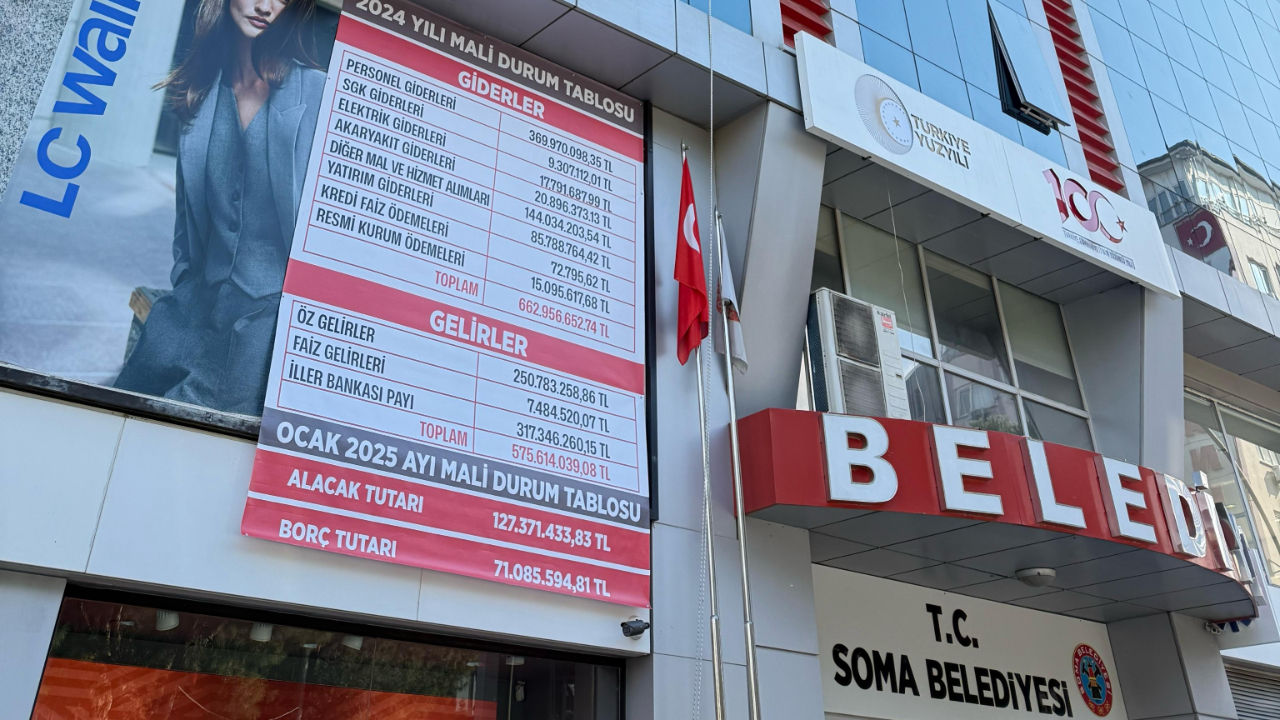 LC Waik
2024 YILI MALİ DURUM TABLOSU
GİDERLER
PERSONEL GİDERLERİ 369.970.098,35 TL
SGK GİDERLERİ 9.307.112,01 TL
ELEKTRİK GİDERLERİ 17.791.687,99 TL
AKARYAKIT GİDERLERİ 20.896.373,13 TL
DİĞER MAL VE HİZMET ALIMLARI 144.034.203,54 TL
YATIRIM GİDERLERİ 85.788.764,42 TL
KREDİ FAİZ ÖDEMELERİ 72.795,62 TL
RESMİ KURUM ÖDEMELERİ 15.095.617,68 TL
TOPLAM 662.956.652.74 TL
GELİRLER
ÖZ GELİRLER 250.783.258,86 TL
FAİZ GELİRLERİ 7.484.520,07 TL
İLLER BANKASI PAYI 317.346.260,15 TL
TOPLAM 575.614.039,08 TL
OCAK 2025 AYI MALİ DURUM TABLOSU
ALACAK TUTARI 127.371.433,83 TL
BORÇ TUTARI 71.085.594,81 TL
TÜRKİYE
YÜZYILI
100
BELEDİ
T.C.
SOMA BELEDİYESİ